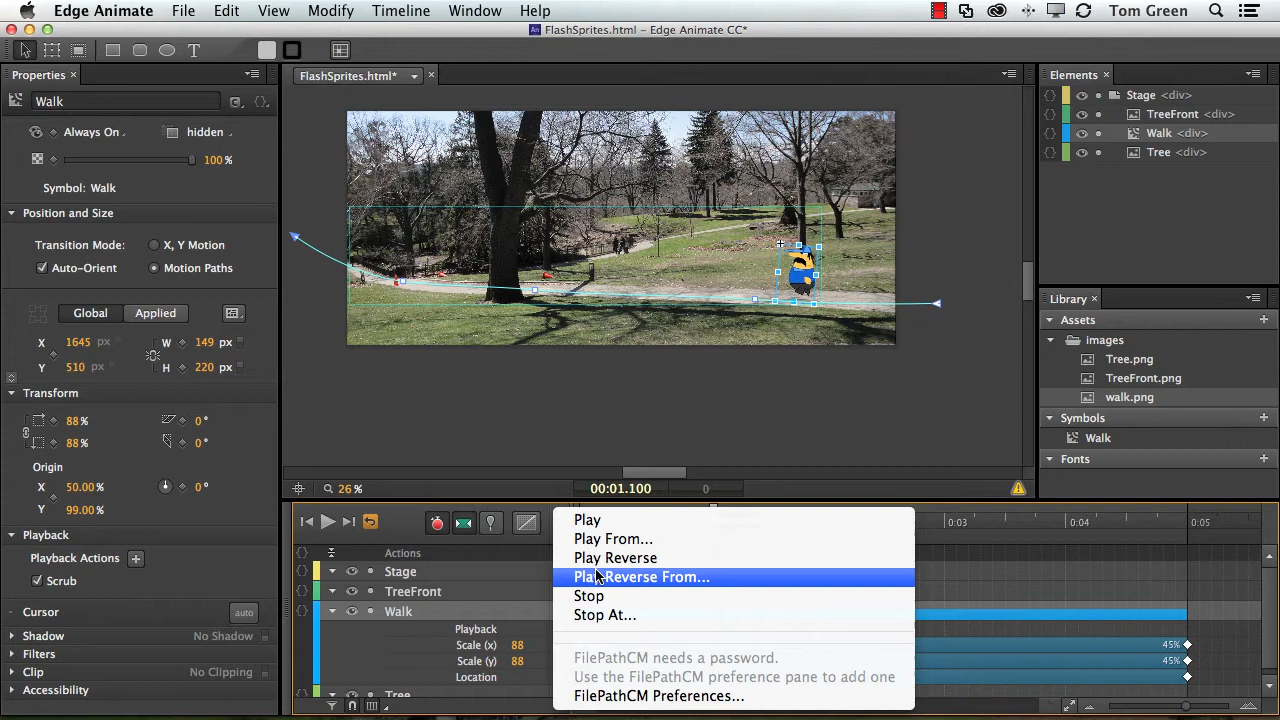 Edge Animate File Edit View Modify Timeline Window Help Tom Green
FlashSprites.html - Edge Animate CC*
T
Properties × FlashSprites.html* × Elements ×
Walk
Always On hidden
100 %
Symbol: Walk
Position and Size
Transition Mode: X, Y Motion
Auto-Orient Motion Paths
Global Applied
X 1645 px W 149 px
Y 510 px H 220 px
Transform
88 % 0 °
88 % 0 °
Origin
X 50.00 % 0 °
Y 99.00 %
Playback
Playback Actions
Scrub
Cursor auto
Shadow No Shadow
Filters
Clip No Clipping
Accessibility
Stage <div>
TreeFront <div>
Walk <div>
Tree <div>
Library ×
Assets
images
Tree.png
TreeFront.png
walk.png
Symbols
Walk
Fonts
26 % 00:01.100 0
0:03 0:04 0:05
Actions
Stage
TreeFront
Walk
Playback
Scale (x) 88 45%
Scale (y) 88 45%
Location
Tree
Play
Play From...
Play Reverse
Play Reverse From...
Stop
Stop At...
FilePathCM needs a password.
Use the FilePathCM preference pane to add one
FilePathCM Preferences...